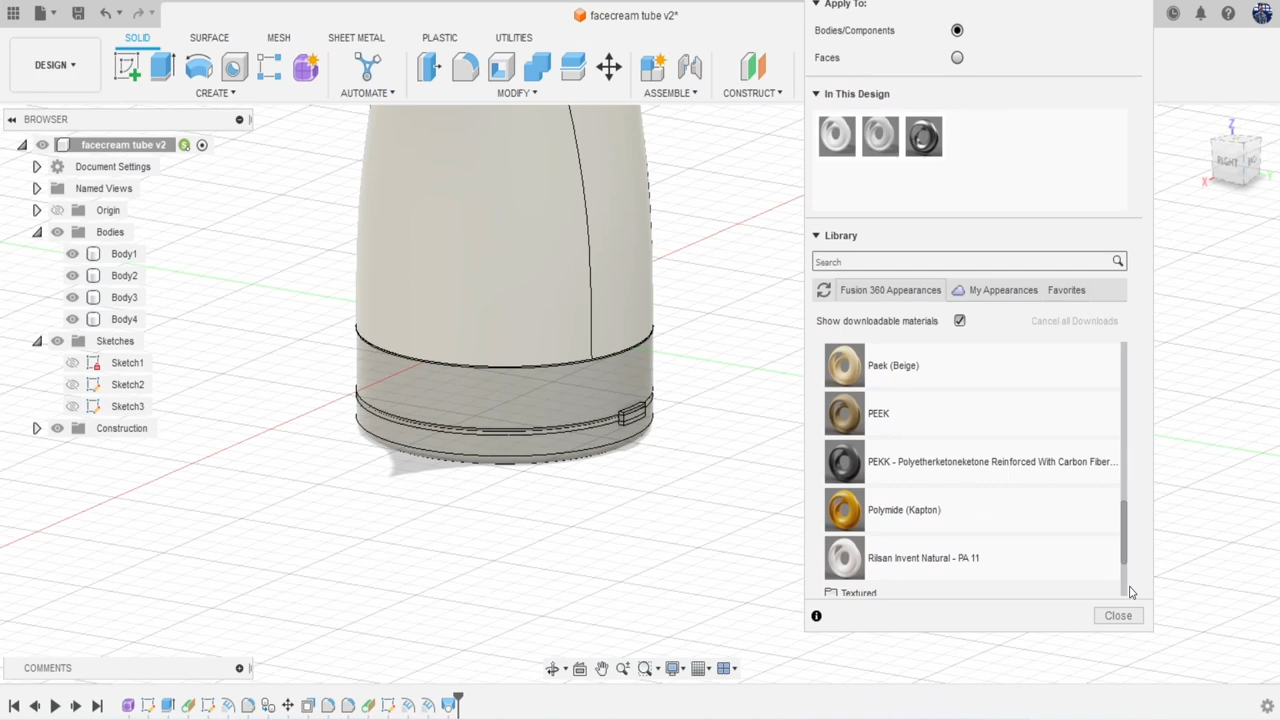 facecream tube v2*
Apply To:
Bodies/Components
Faces
SOLID
SURFACE
MESH
SHEET METAL
PLASTIC
UTILITIES
DESIGN
CREATE
AUTOMATE
MODIFY
ASSEMBLE
CONSTRUCT
BROWSER
facecream tube v2
Document Settings
Named Views
Origin
Bodies
Body1
Body2
Body3
Body4
Sketches
Sketch1
Sketch2
Sketch3
Construction
In This Design
Library
Search
Fusion 360 Appearances
My Appearances
Favorites
Show downloadable materials
Cancel all Downloads
Paek (Beige)
PEEK
PEKK - Polyetherketoneketone Reinforced With Carbon Fiber...
Polymide (Kapton)
Rilsan Invent Natural - PA 11
Textured
Close
Z
RIGHT
X
Y
COMMENTS